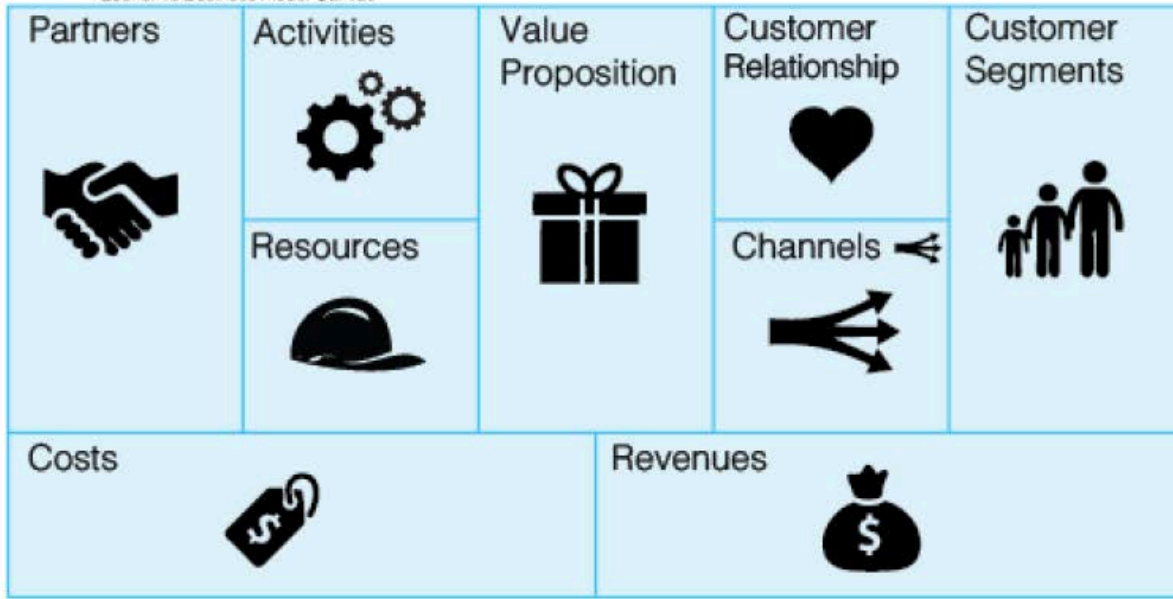 Partners
Activities
Value
Proposition
Customer
Relationship
Customer
Segments
Resources
Channels
Costs
$
Revenues
$